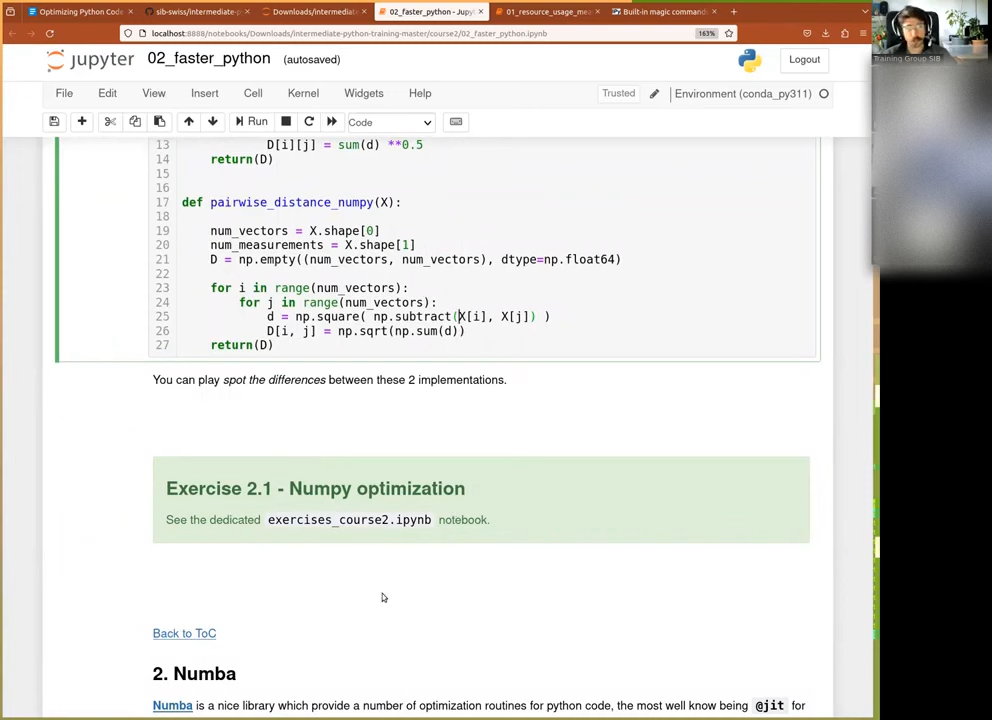 Optimizing Python Code
sib-swiss/intermediate-p
Downloads/intermediate
02_faster_python - Jupy
01_resource_usage_me
Built-in magic command
localhost:8888/notebooks/Downloads/intermediate-python-training-master/course2/02_faster_python.ipynb
163%
Training Group SIB
jupyter 02_faster_python (autosaved)
Logout
File Edit View Insert Cell Kernel Widgets Help
Trusted
Environment (conda_py311)
Run
Code
13 D[i][j] = sum(d) **0.5
14 return(D)
15
16
17 def pairwise_distance_numpy(X):
18
19 num_vectors = X.shape[0]
20 num_measurements = X.shape[1]
21 D = np.empty((num_vectors, num_vectors), dtype=np.float64)
22
23 for i in range(num_vectors):
24 for j in range(num_vectors):
25 d = np.square( np.subtract(X[i], X[j]) )
26 D[i, j] = np.sqrt(np.sum(d))
27 return(D)
You can play spot the differences between these 2 implementations.
Exercise 2.1 - Numpy optimization
See the dedicated exercises_course2.ipynb notebook.
Back to ToC
2. Numba
Numba is a nice library which provide a number of optimization routines for python code, the most well know being @jit for